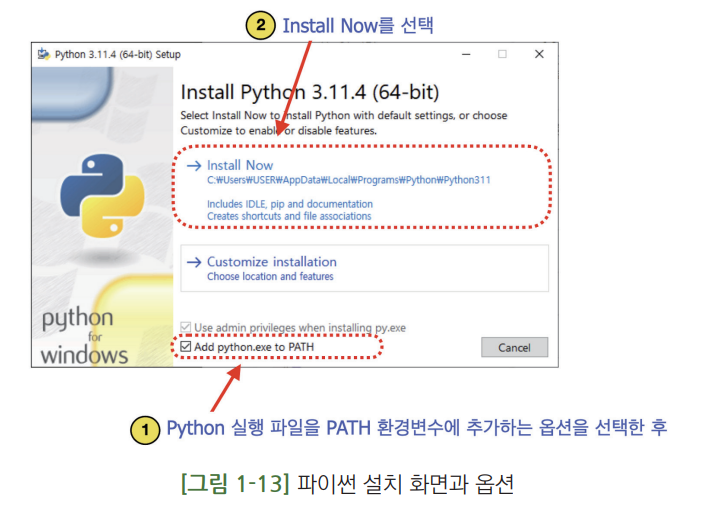 2 Install Now를 선택
Python 3.11.4 (64-bit) Setup
Install Python 3.11.4 (64-bit)
Select Install Now to Install Python with default settings, or choose
Customize to enable or disable features.
→ Install Now
C:₩Users₩USER₩AppData₩Local₩Programs₩Python₩Python311
Includes IDLE, pip and documentation
Creates shortcuts and file associations
→ Customize installation
Choose location and features
python
for
windows
Use admin privileges when installing py.exe
Add python.exe to PATH
Cancel
1 Python 실행 파일을 PATH 환경변수에 추가하는 옵션을 선택한 후
[그림 1-13] 파이썬 설치 화면과 옵션